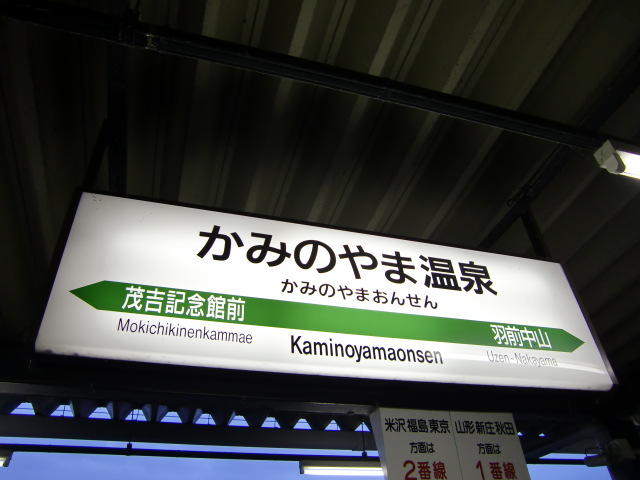 かみのやま温泉
かみのやまおんせん
茂吉記念館前
羽前中山
Mokichikinenkammae
Kaminoyamaonsen
Uzen-Nakayama
米沢福島東京
方面は
2番線
山形新庄秋田
方面は
1番線